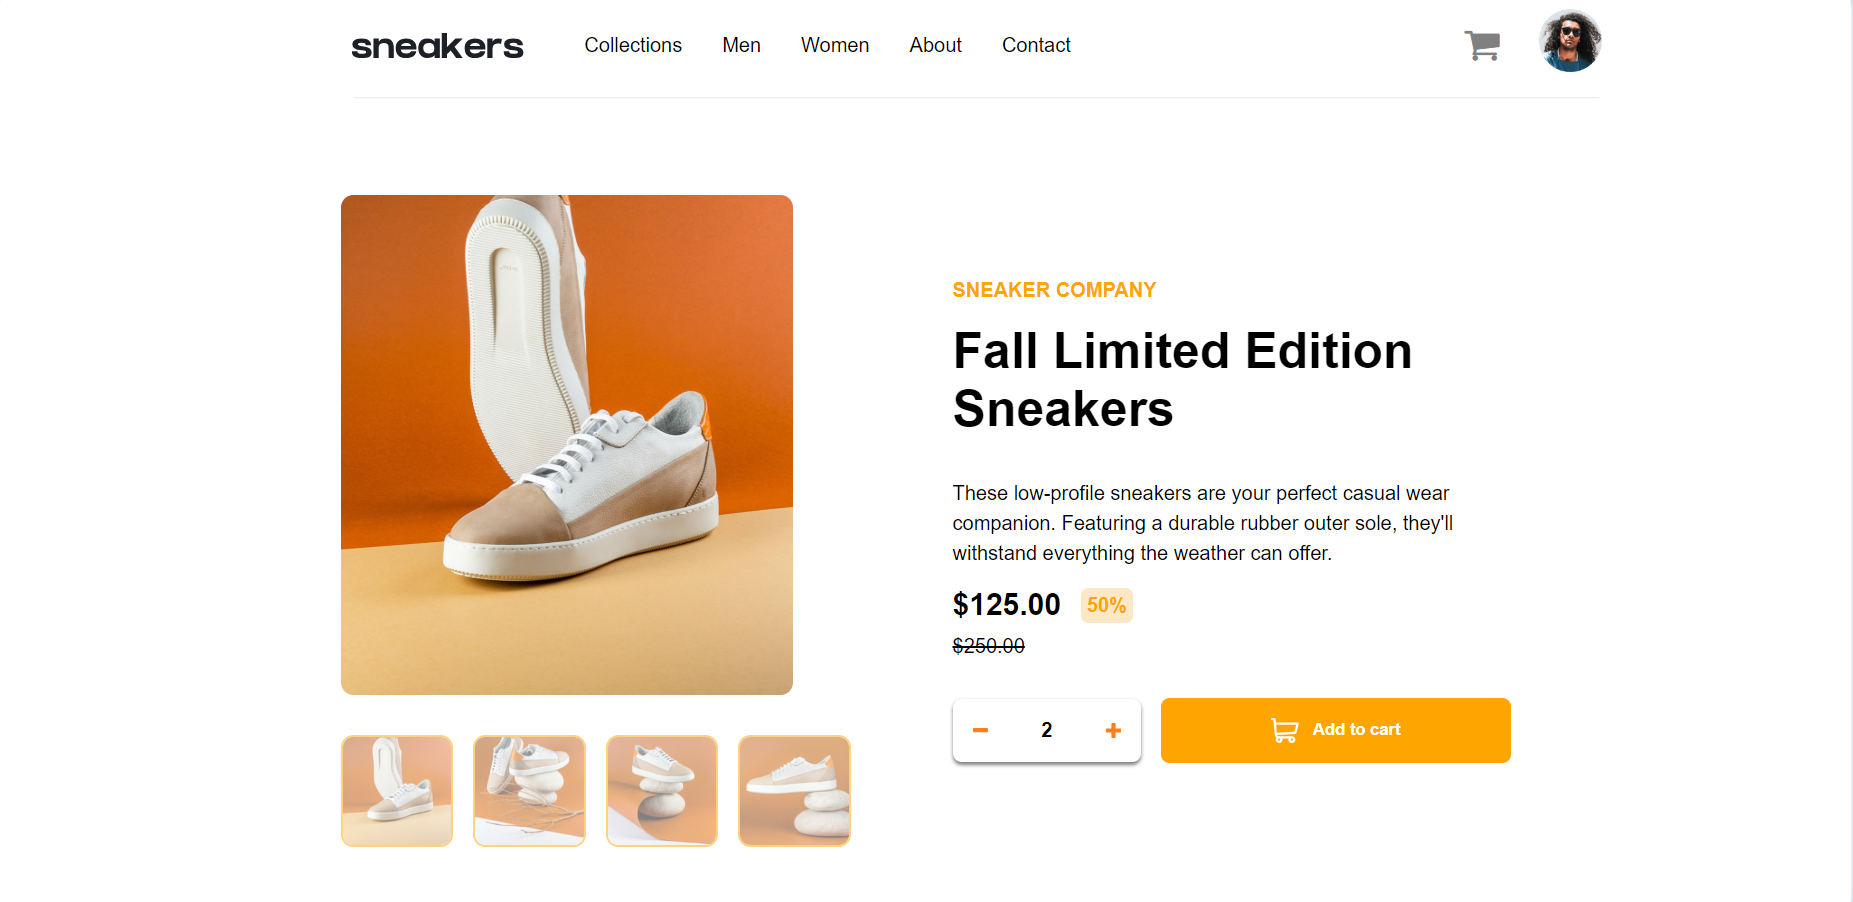 sneakers
Collections
Men
Women
About
Contact
SNEAKER COMPANY
Fall Limited Edition
Sneakers
These low-profile sneakers are your perfect casual wear
companion. Featuring a durable rubber outer sole, they'll
withstand everything the weather can offer.
$125.00
50%
$250.00
2
Add to cart